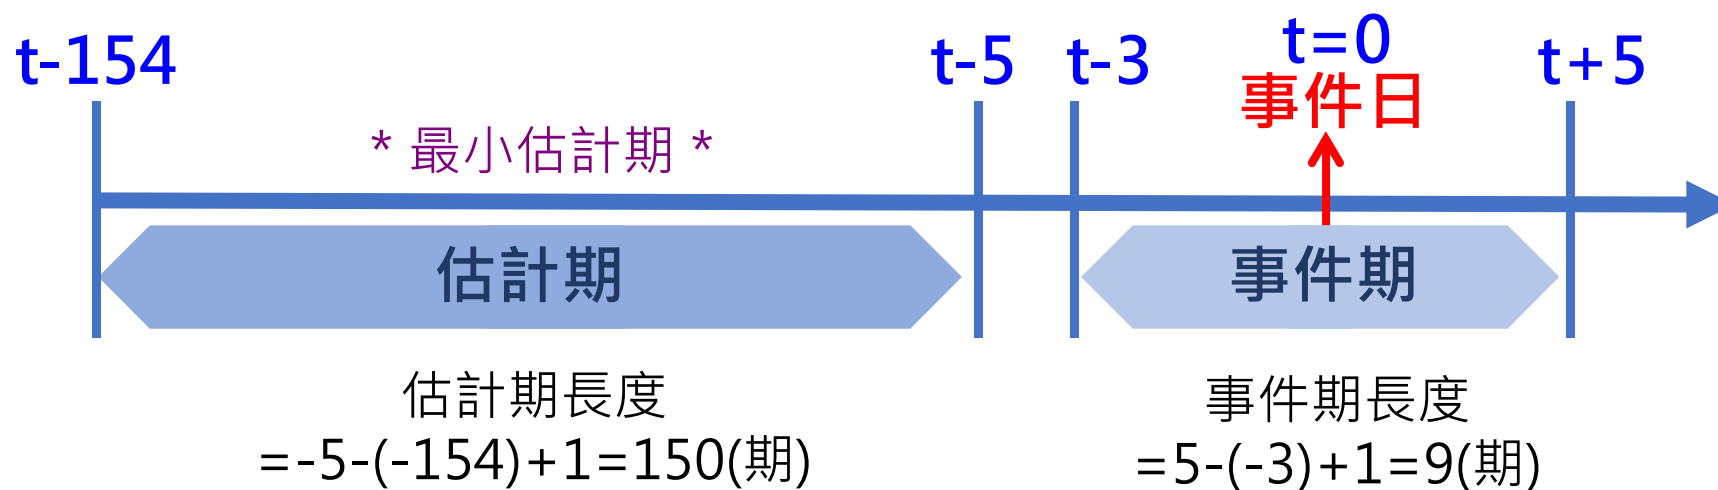 t-154
t-5
t-3
t=0
事件日
t+5
* 最小估計期 *
估計期
事件期
估計期長度
=-5-(-154)+1=150(期)
事件期長度
=5-(-3)+1=9(期)